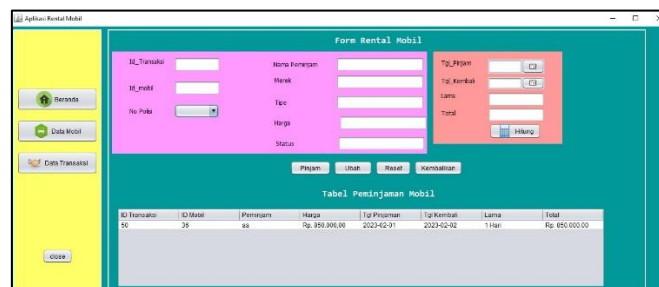 Aplikasi Rental Mobil
Form Rental Mobil
Id_Transaksi
Nama Peminjam
Tgl_Pinjam
Merek
Tgl_Kembali
Id_mobil
Lama
Tipe
No Polisi
Total
Harga
Hitung
Status
Beranda
Data Mobil
Data Transaksi
close
Pinjam Ubah Reset Kembalikan
Tabel Peminjaman Mobil
ID Transaksi ID Mobil Peminjam Harga Tgl Pinjaman Tgl Kembali Lama Total
50 36 aa Rp. 850.000,00 2023-02-01 2023-02-02 1 Hari Rp. 850.000,00